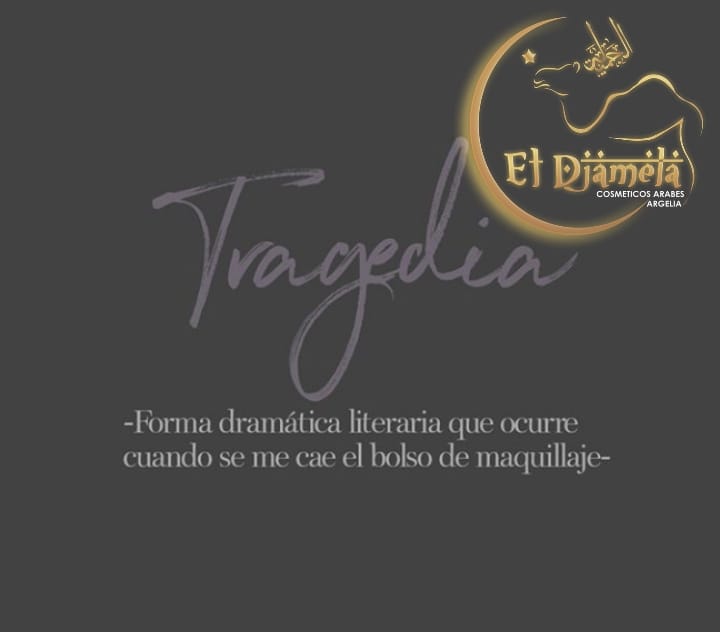 El Djamela
COSMETICOS ARABES
ARGELIA
Tragedia
-Forma dramática literaria que ocurre
cuando se me cae el bolso de maquillaje-